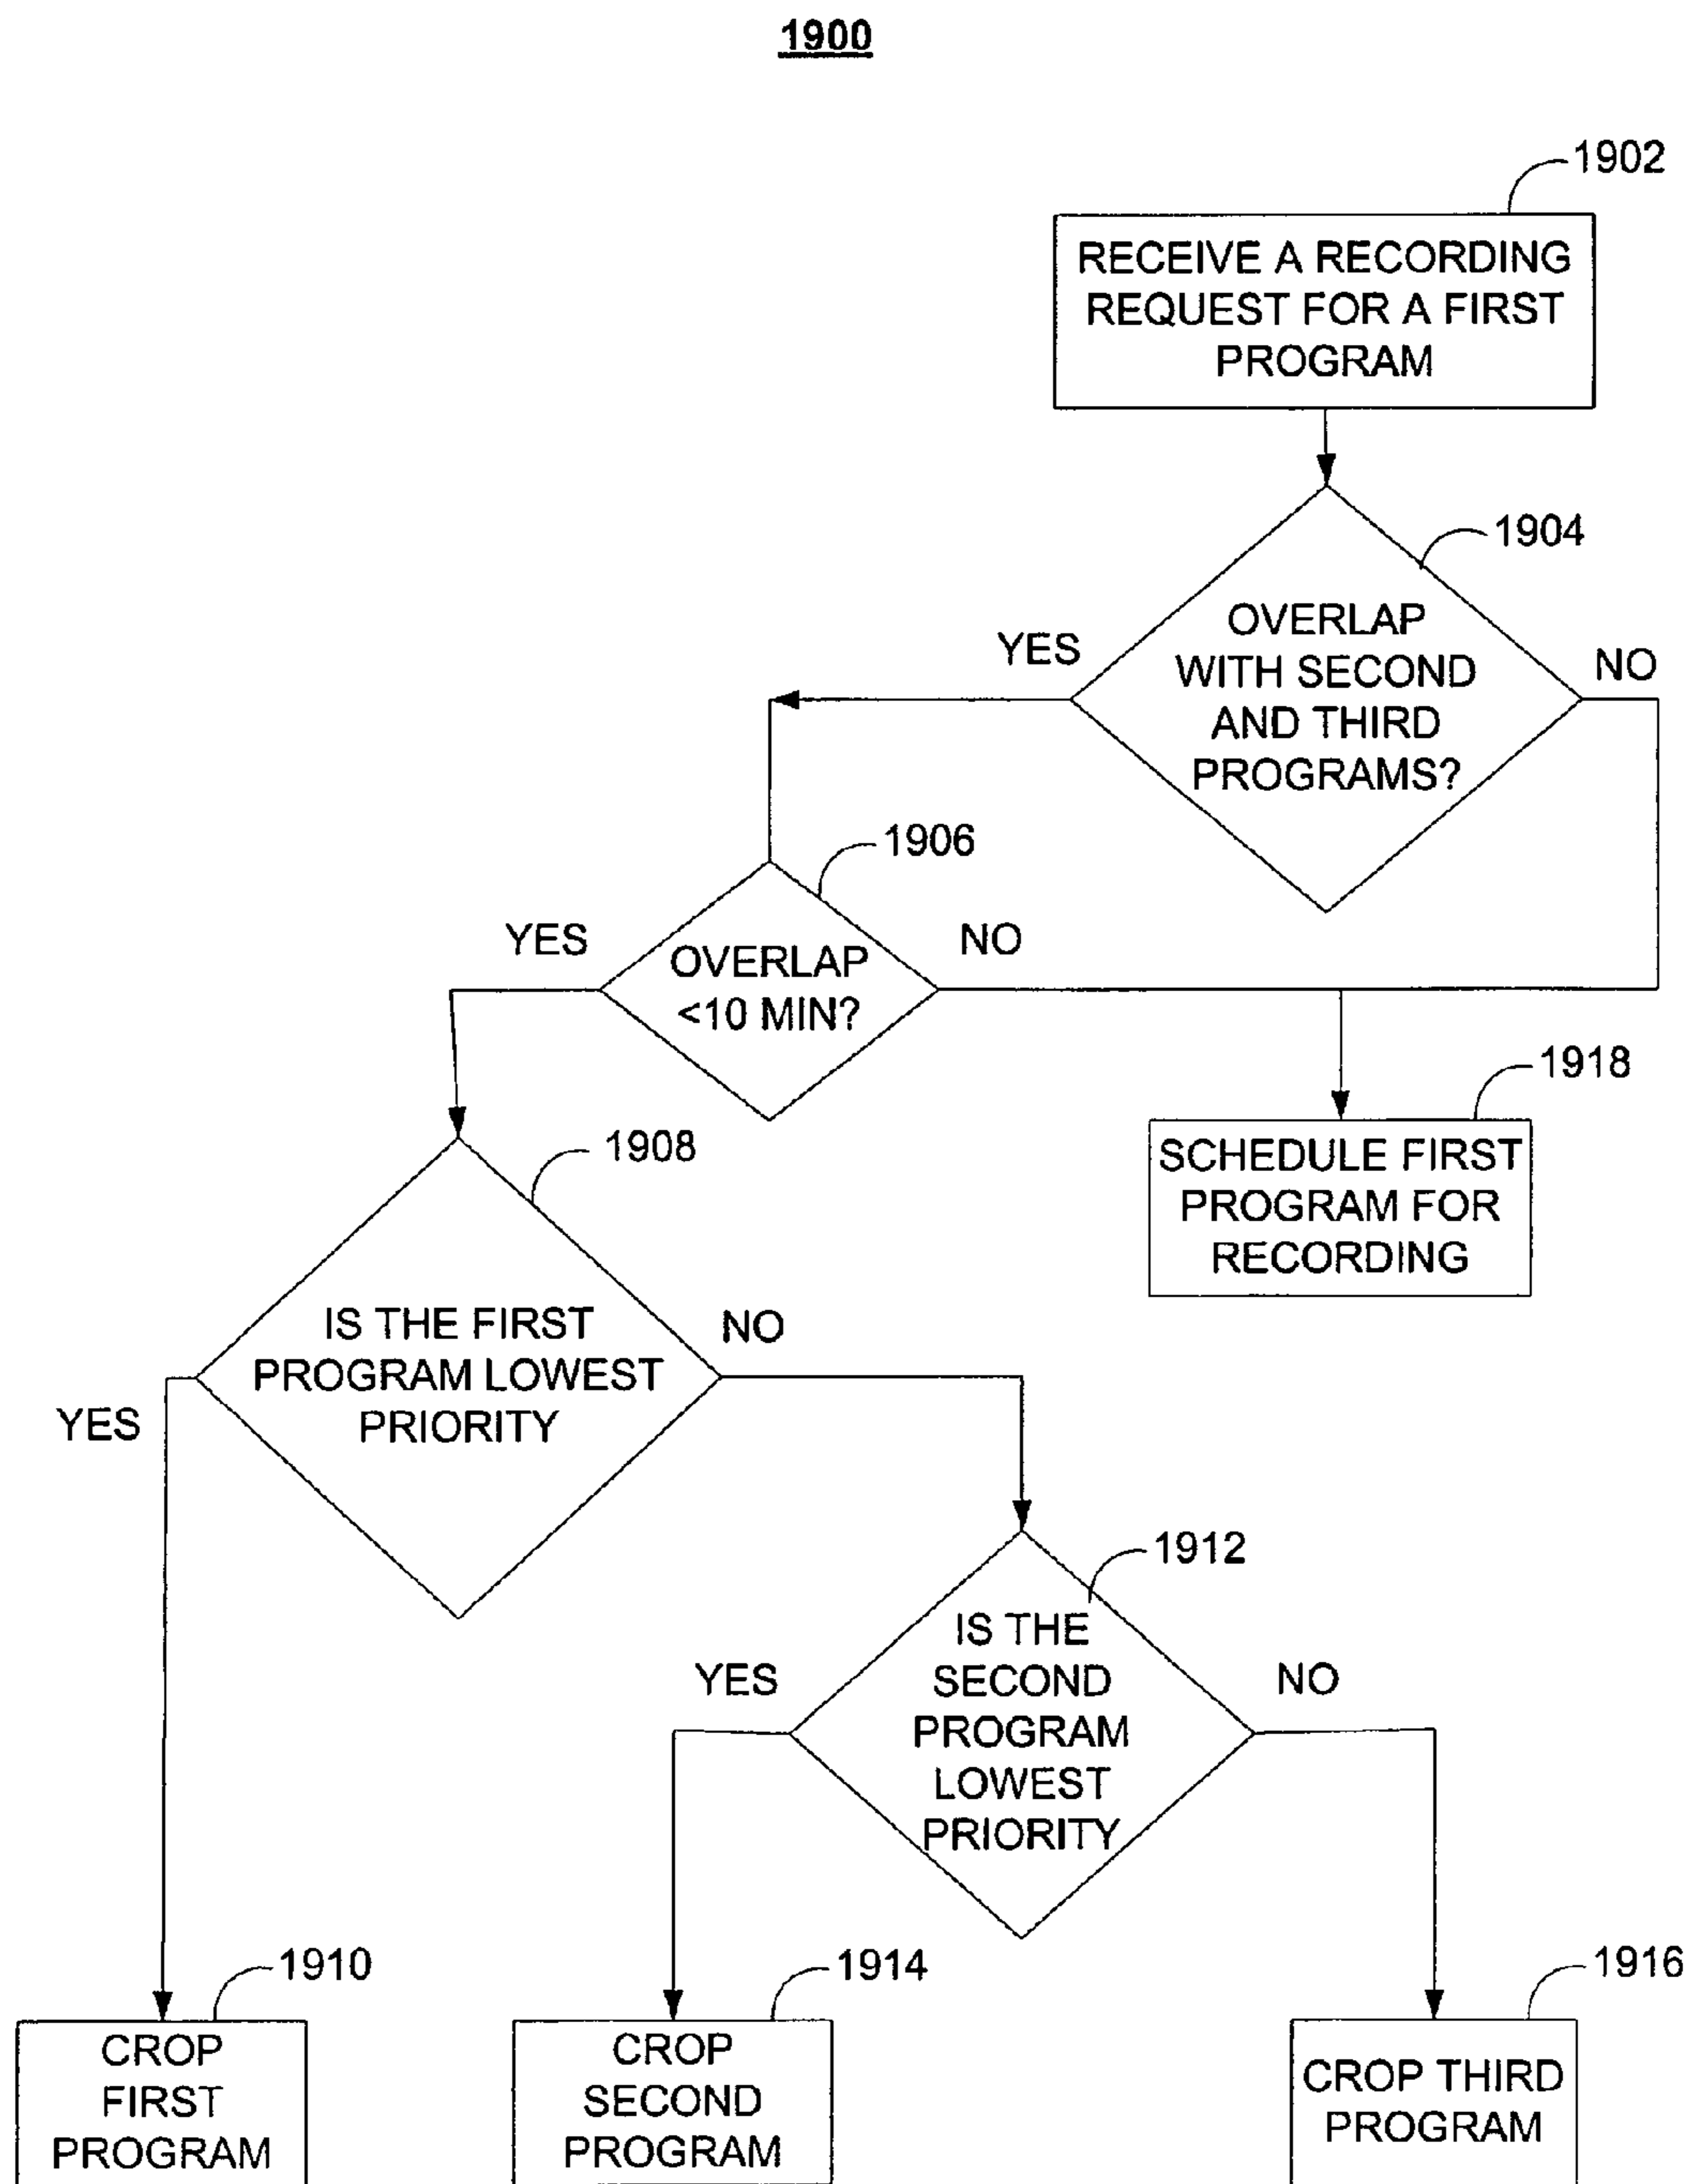 1900
1902
RECEIVE A RECORDING
REQUEST FOR A FIRST
PROGRAM
1904
OVERLAP
WITH SECOND
AND THIRD
PROGRAMS?
YES
NO
1906
OVERLAP
<10 MIN?
YES
NO
1918
SCHEDULE FIRST
PROGRAM FOR
RECORDING
1908
IS THE FIRST
PROGRAM LOWEST
PRIORITY
YES
NO
1912
IS THE
SECOND
PROGRAM
LOWEST
PRIORITY
YES
NO
1910
CROP
FIRST
PROGRAM
1914
CROP
SECOND
PROGRAM
1916
CROP THIRD
PROGRAM